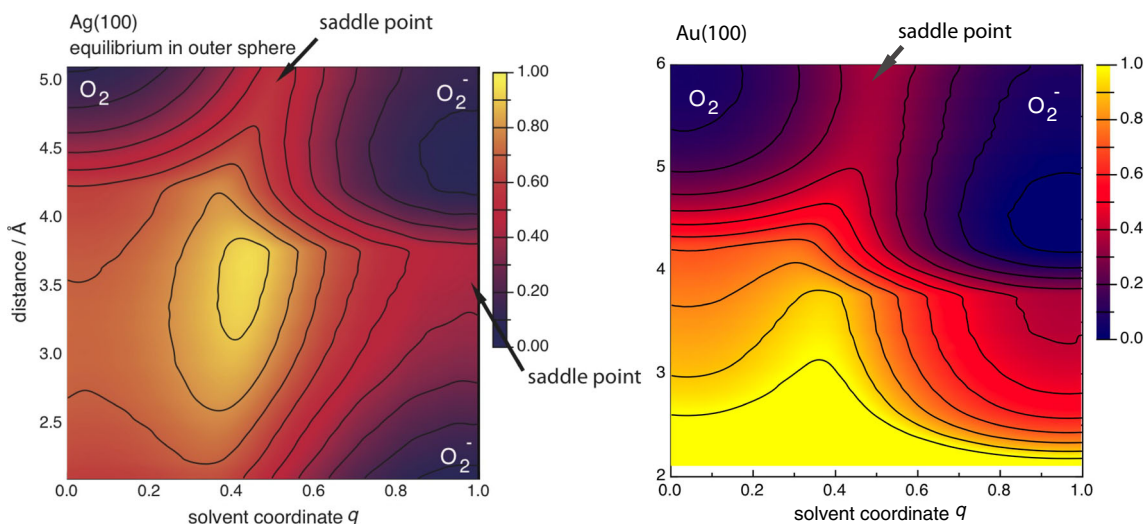 Ag(100)
equilibrium in outer sphere
saddle point
O₂
O₂⁻
5.0
4.5
4.0
3.5
3.0
2.5
distance / Å
1.00
0.80
0.60
0.40
0.20
0.00
saddle point
O₂⁻
0.0 0.2 0.4 0.6 0.8 1.0
solvent coordinate q
Au(100)
saddle point
O₂
O₂⁻
6
5
4
3
2
1.0
0.8
0.6
0.4
0.2
0.0
0.0 0.2 0.4 0.6 0.8 1.0
solvent coordinate q